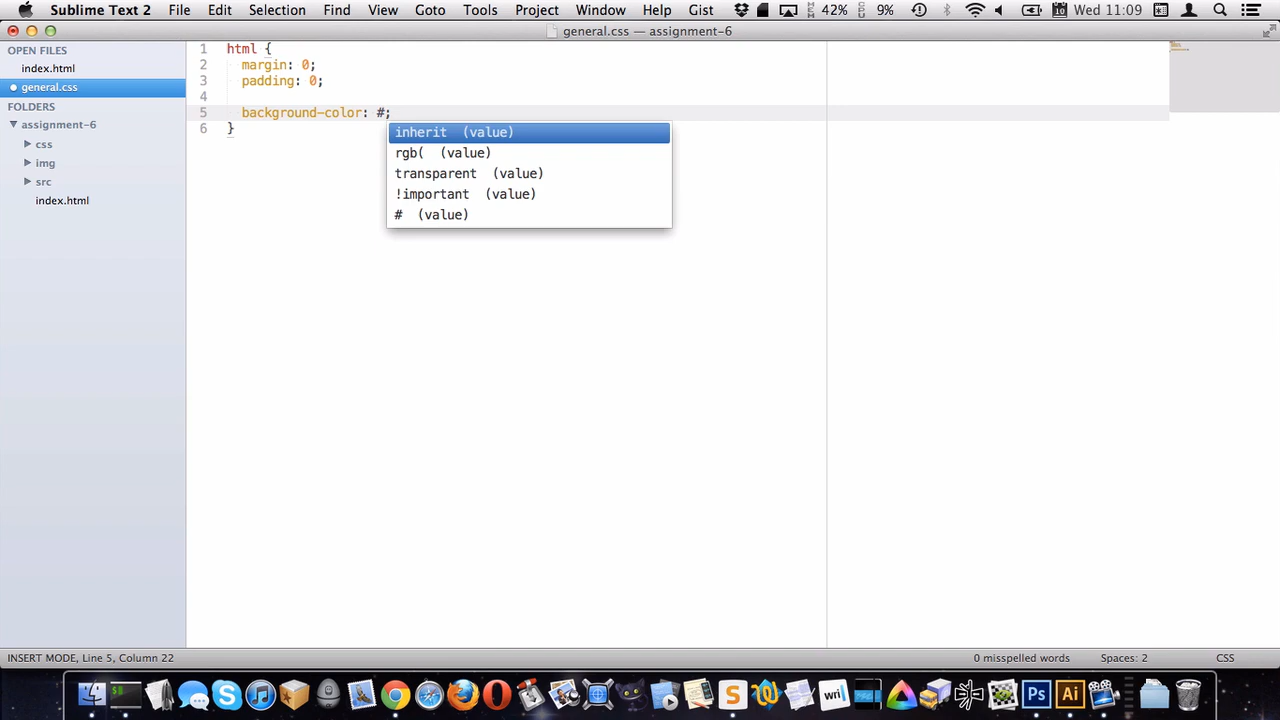 Sublime Text 2 File Edit Selection Find View Goto Tools Project Window Help Gist 42% 9% Wed 11:09
general.css — assignment-6
OPEN FILES
index.html
general.css
FOLDERS
assignment-6
css
img
src
index.html
1 html {
2 margin: 0;
3 padding: 0;
4
5 background-color: #;
6 }
inherit (value)
rgb( (value)
transparent (value)
!important (value)
# (value)
INSERT MODE, Line 5, Column 22 0 misspelled words Spaces: 2 CSS
wri Ps Ai